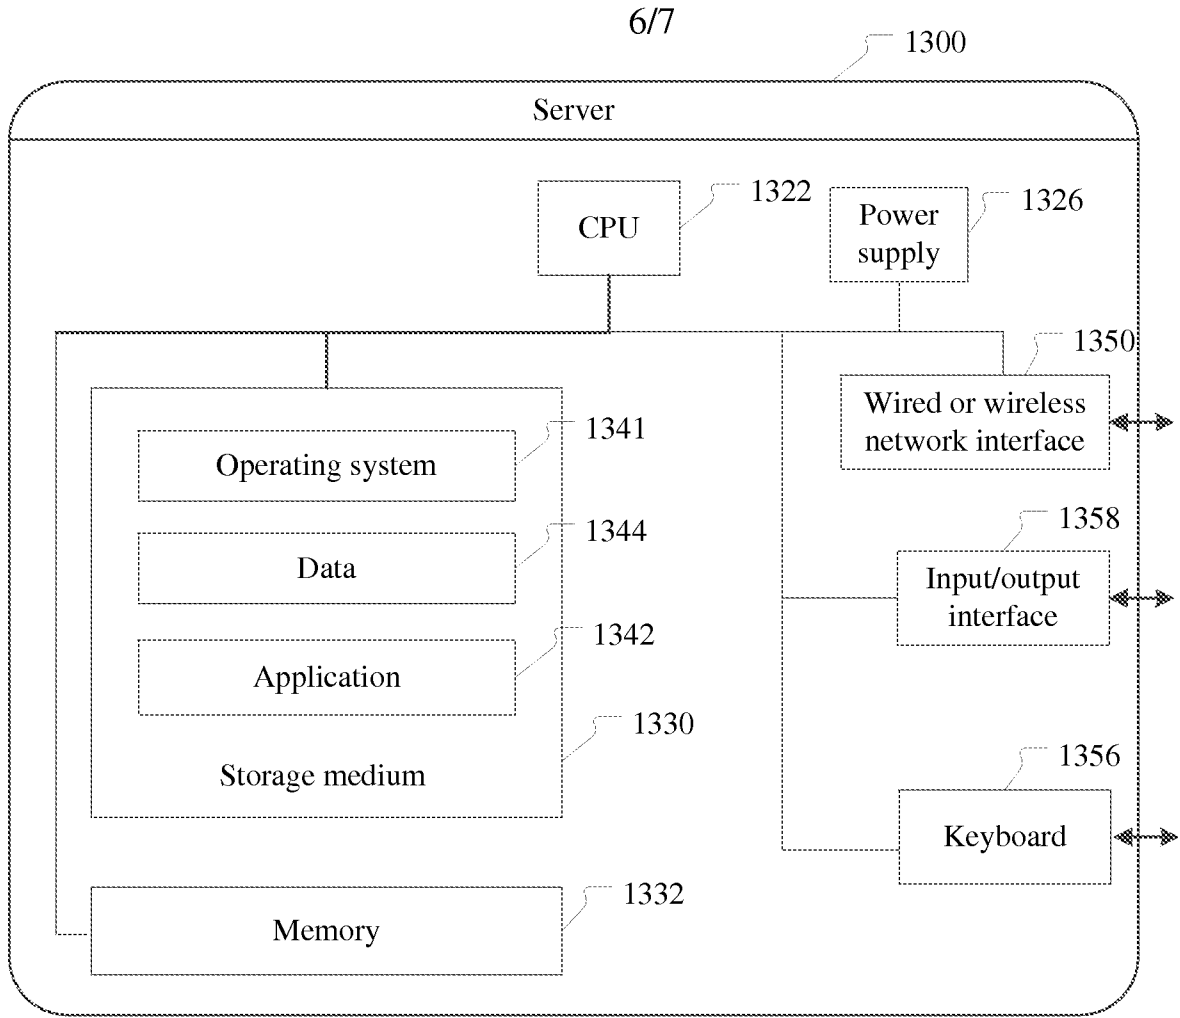 6/7
1300
Server
CPU
1322
Power
supply
1326
1350
Wired or wireless
network interface
1341
Operating system
1344
Data
1358
Input/output
interface
1342
Application
1330
Storage medium
1356
Keyboard
1332
Memory